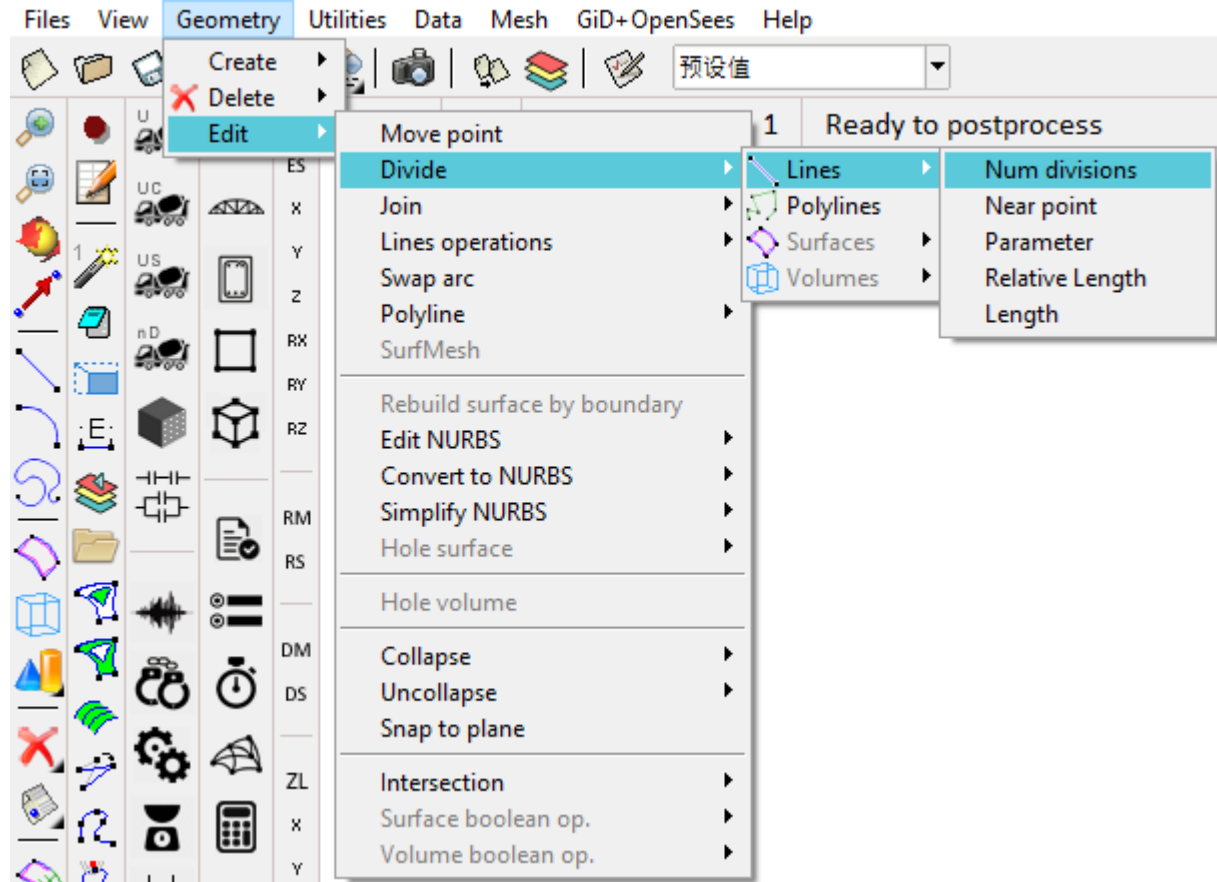 Files View Geometry Utilities Data Mesh GiD+OpenSees Help
预设值
Create
Delete
Edit
1 Ready to postprocess
Move point
Divide
Join
Lines operations
Swap arc
Polyline
SurfMesh
Rebuild surface by boundary
Edit NURBS
Convert to NURBS
Simplify NURBS
Hole surface
Hole volume
Collapse
Uncollapse
Snap to plane
Intersection
Surface boolean op.
Volume boolean op.
Lines
Polylines
Surfaces
Volumes
Num divisions
Near point
Parameter
Relative Length
Length
1
E
U
UC
US
nD
ES
X
Y
Z
RX
RY
RZ
RM
RS
DM
DS
ZL
X
Y